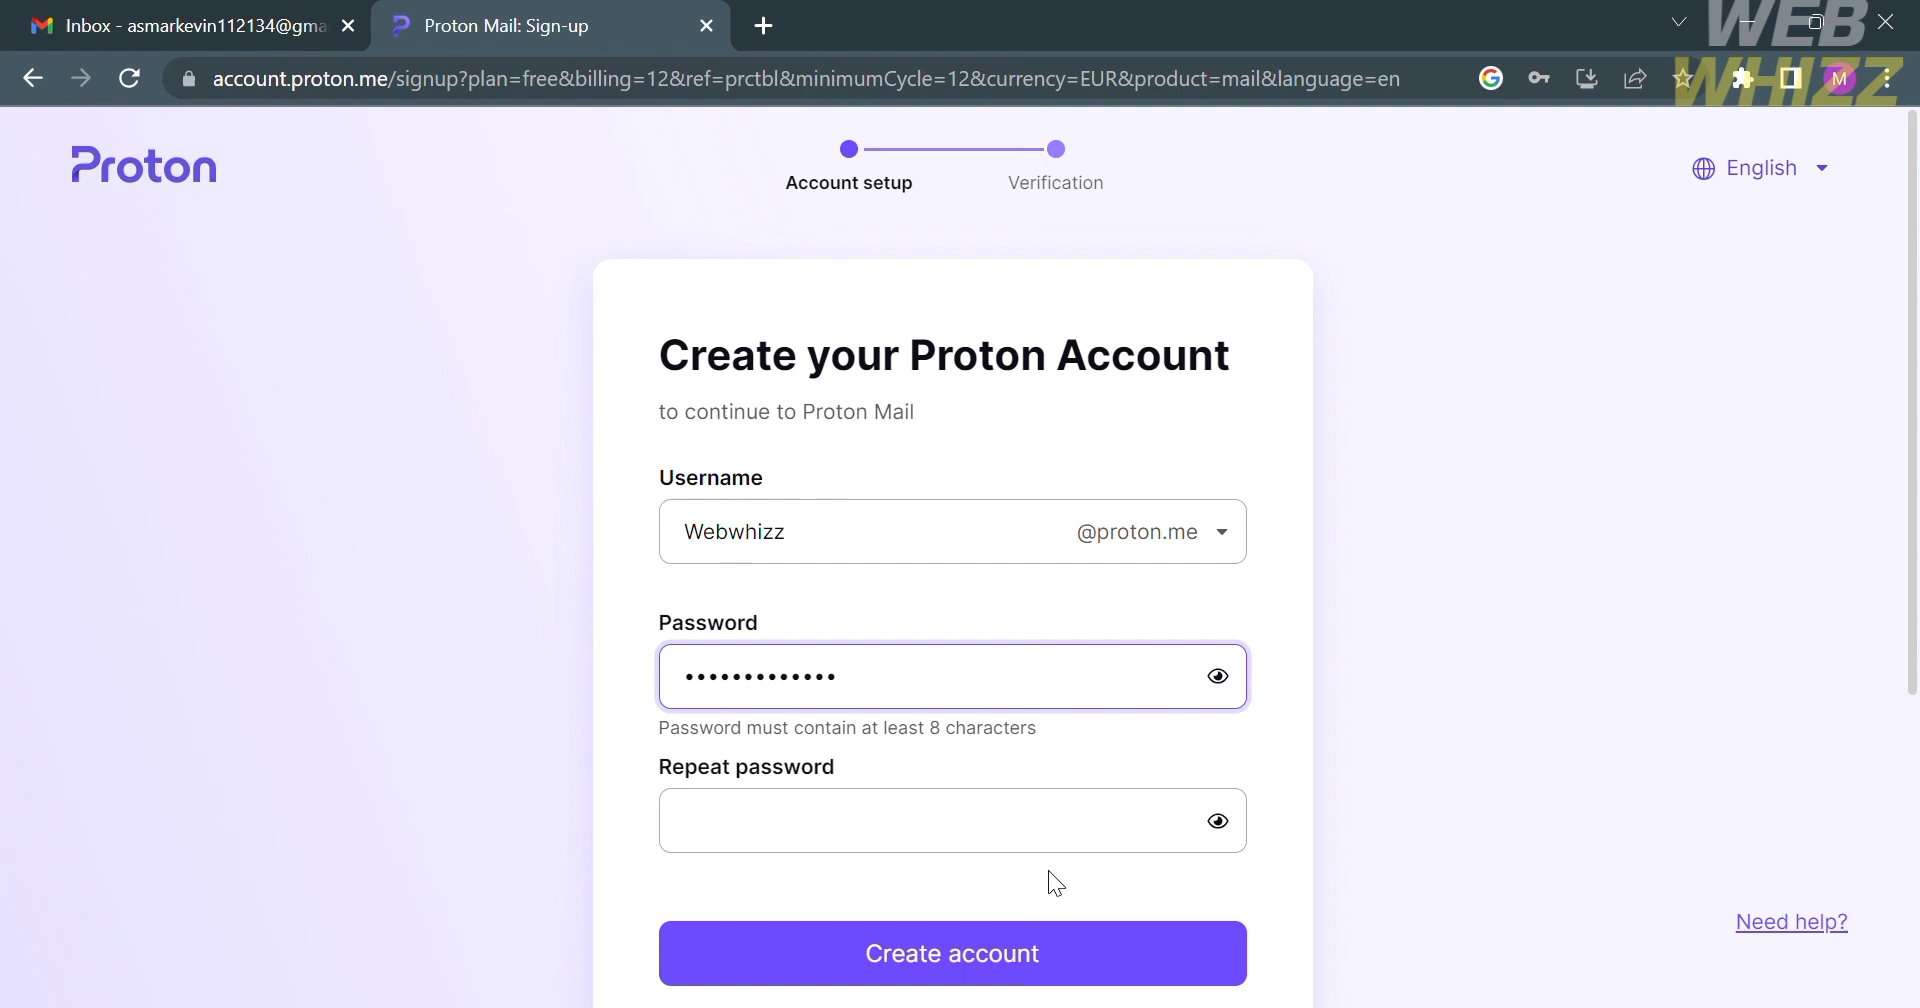 Inbox - asmarkevin112134@gma
Proton Mail: Sign-up
WEB
account.proton.me/signup?plan=free&billing=12&ref=prctbl&minimumCycle=12&currency=EUR&product=mail&language=en
G
M
WHIZZ
Proton
Account setup
Verification
English
Create your Proton Account
to continue to Proton Mail
Username
Webwhizz
@proton.me
Password
•••••••••••••
Password must contain at least 8 characters
Repeat password
Need help?
Create account